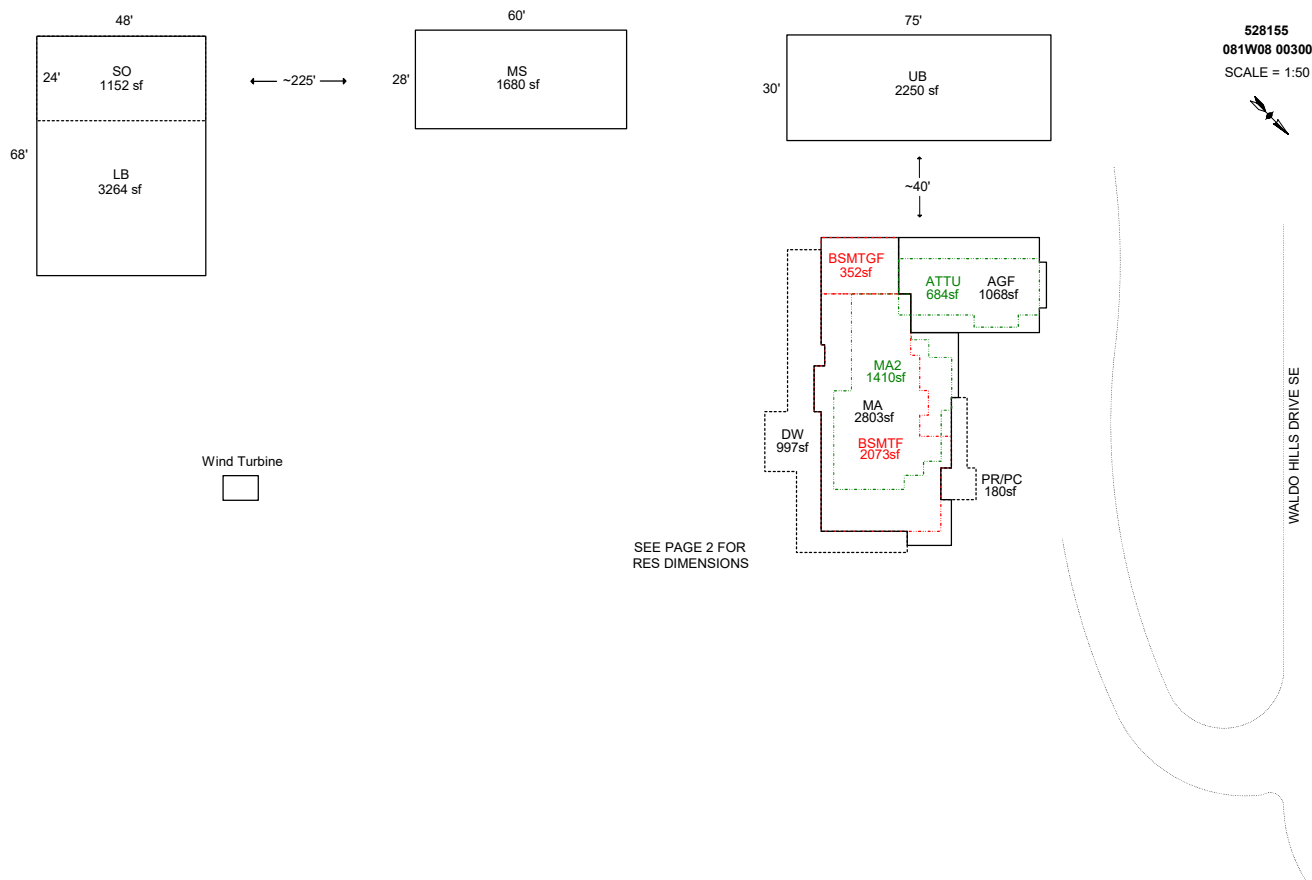 48'
60'
75'
528155
081W08 00300
SCALE = 1:50
24'
SO
1152 sf
~225'
28'
MS
1680 sf
30'
UB
2250 sf
68'
LB
3264 sf
~40'
BSMTGF
352sf
ATTU
684sf
AGF
1068sf
MA2
1410sf
MA
2803sf
BSMTF
2073sf
DW
997sf
PR/PC
180sf
WALDO HILLS DRIVE SE
Wind Turbine
SEE PAGE 2 FOR
RES DIMENSIONS